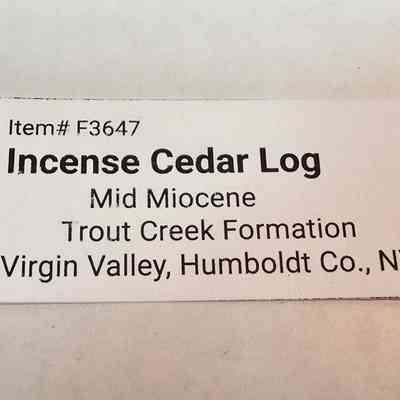 Item# F3647
Incense Cedar Log
Mid Miocene
Trout Creek Formation
Virgin Valley, Humboldt Co.,